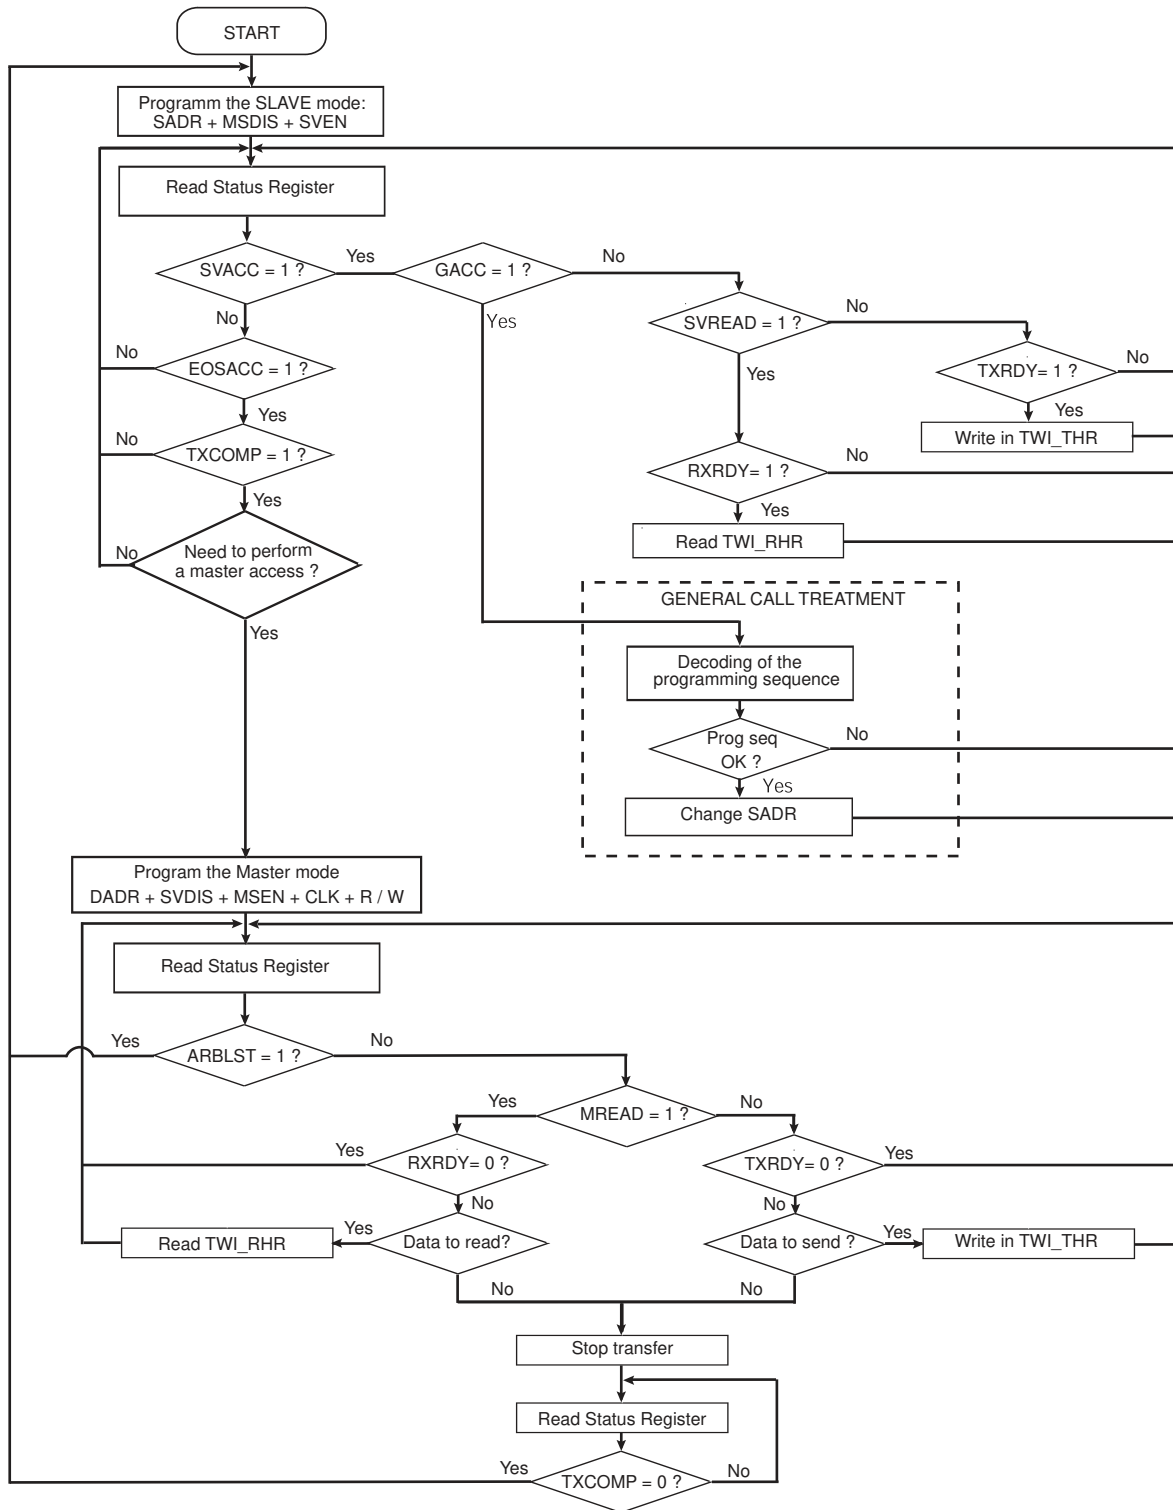 START
Programm the SLAVE mode:
SADR + MSDIS + SVEN
Read Status Register
SVACC = 1 ?
Yes
GACC = 1 ?
No
No
Yes
SVREAD = 1 ?
No
Yes
TXRDY= 1 ?
No
Yes
Write in TWI_THR
No
EOSACC = 1 ?
Yes
No
TXCOMP = 1 ?
Yes
RXRDY= 1 ?
No
Yes
Read TWI_RHR
No
Need to perform
a master access ?
Yes
GENERAL CALL TREATMENT
Decoding of the
programming sequence
Prog seq
OK ?
No
Yes
Change SADR
Program the Master mode
DADR + SVDIS + MSEN + CLK + R / W
Read Status Register
Yes
ARBLST = 1 ?
No
Yes
MREAD = 1 ?
No
Yes
RXRDY= 0 ?
No
TXRDY= 0 ?
Yes
No
Read TWI_RHR
Yes
Data to read?
No
Data to send ?
Yes
Write in TWI_THR
No
Stop transfer
Read Status Register
Yes
TXCOMP = 0 ?
No